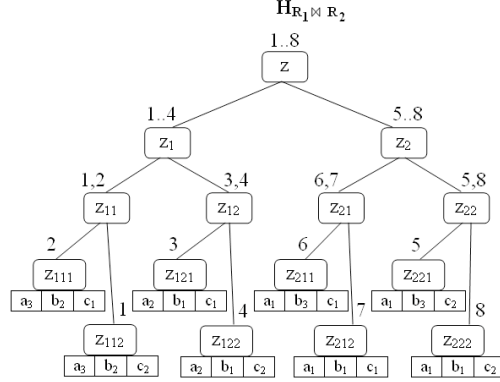 H R₁ ⋈ R₂
1..8
Z
1..4 5..8
Z₁ Z₂
1,2 3,4 6,7 5,8
Z₁₁ Z₁₂ Z₂₁ Z₂₂
2 3 6 5
Z₁₁₁ Z₁₂₁ Z₂₁₁ Z₂₂₁
a₃ b₂ c₁ a₂ b₁ c₁ a₁ b₃ c₁ a₁ b₃ c₂
1 4 7 8
Z₁₁₂ Z₁₂₂ Z₂₁₂ Z₂₂₂
a₃ b₂ c₂ a₂ b₁ c₂ a₁ b₁ c₁ a₁ b₁ c₂